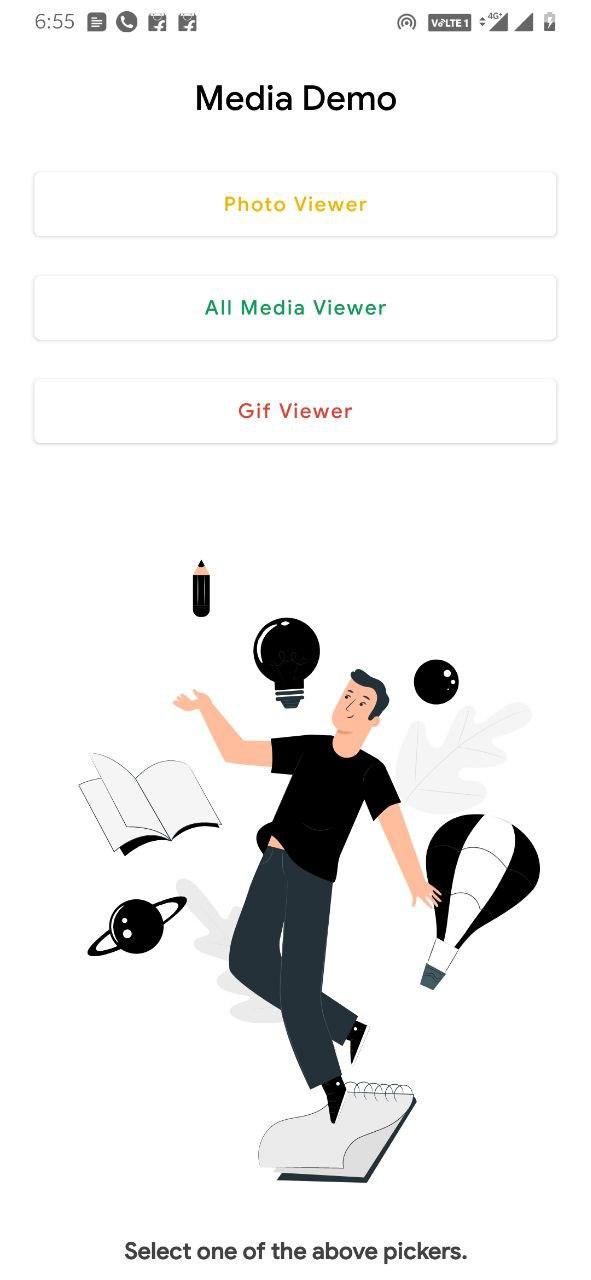 6:55
VoLTE 1
4G+
Media Demo
Photo Viewer
All Media Viewer
Gif Viewer
Select one of the above pickers.